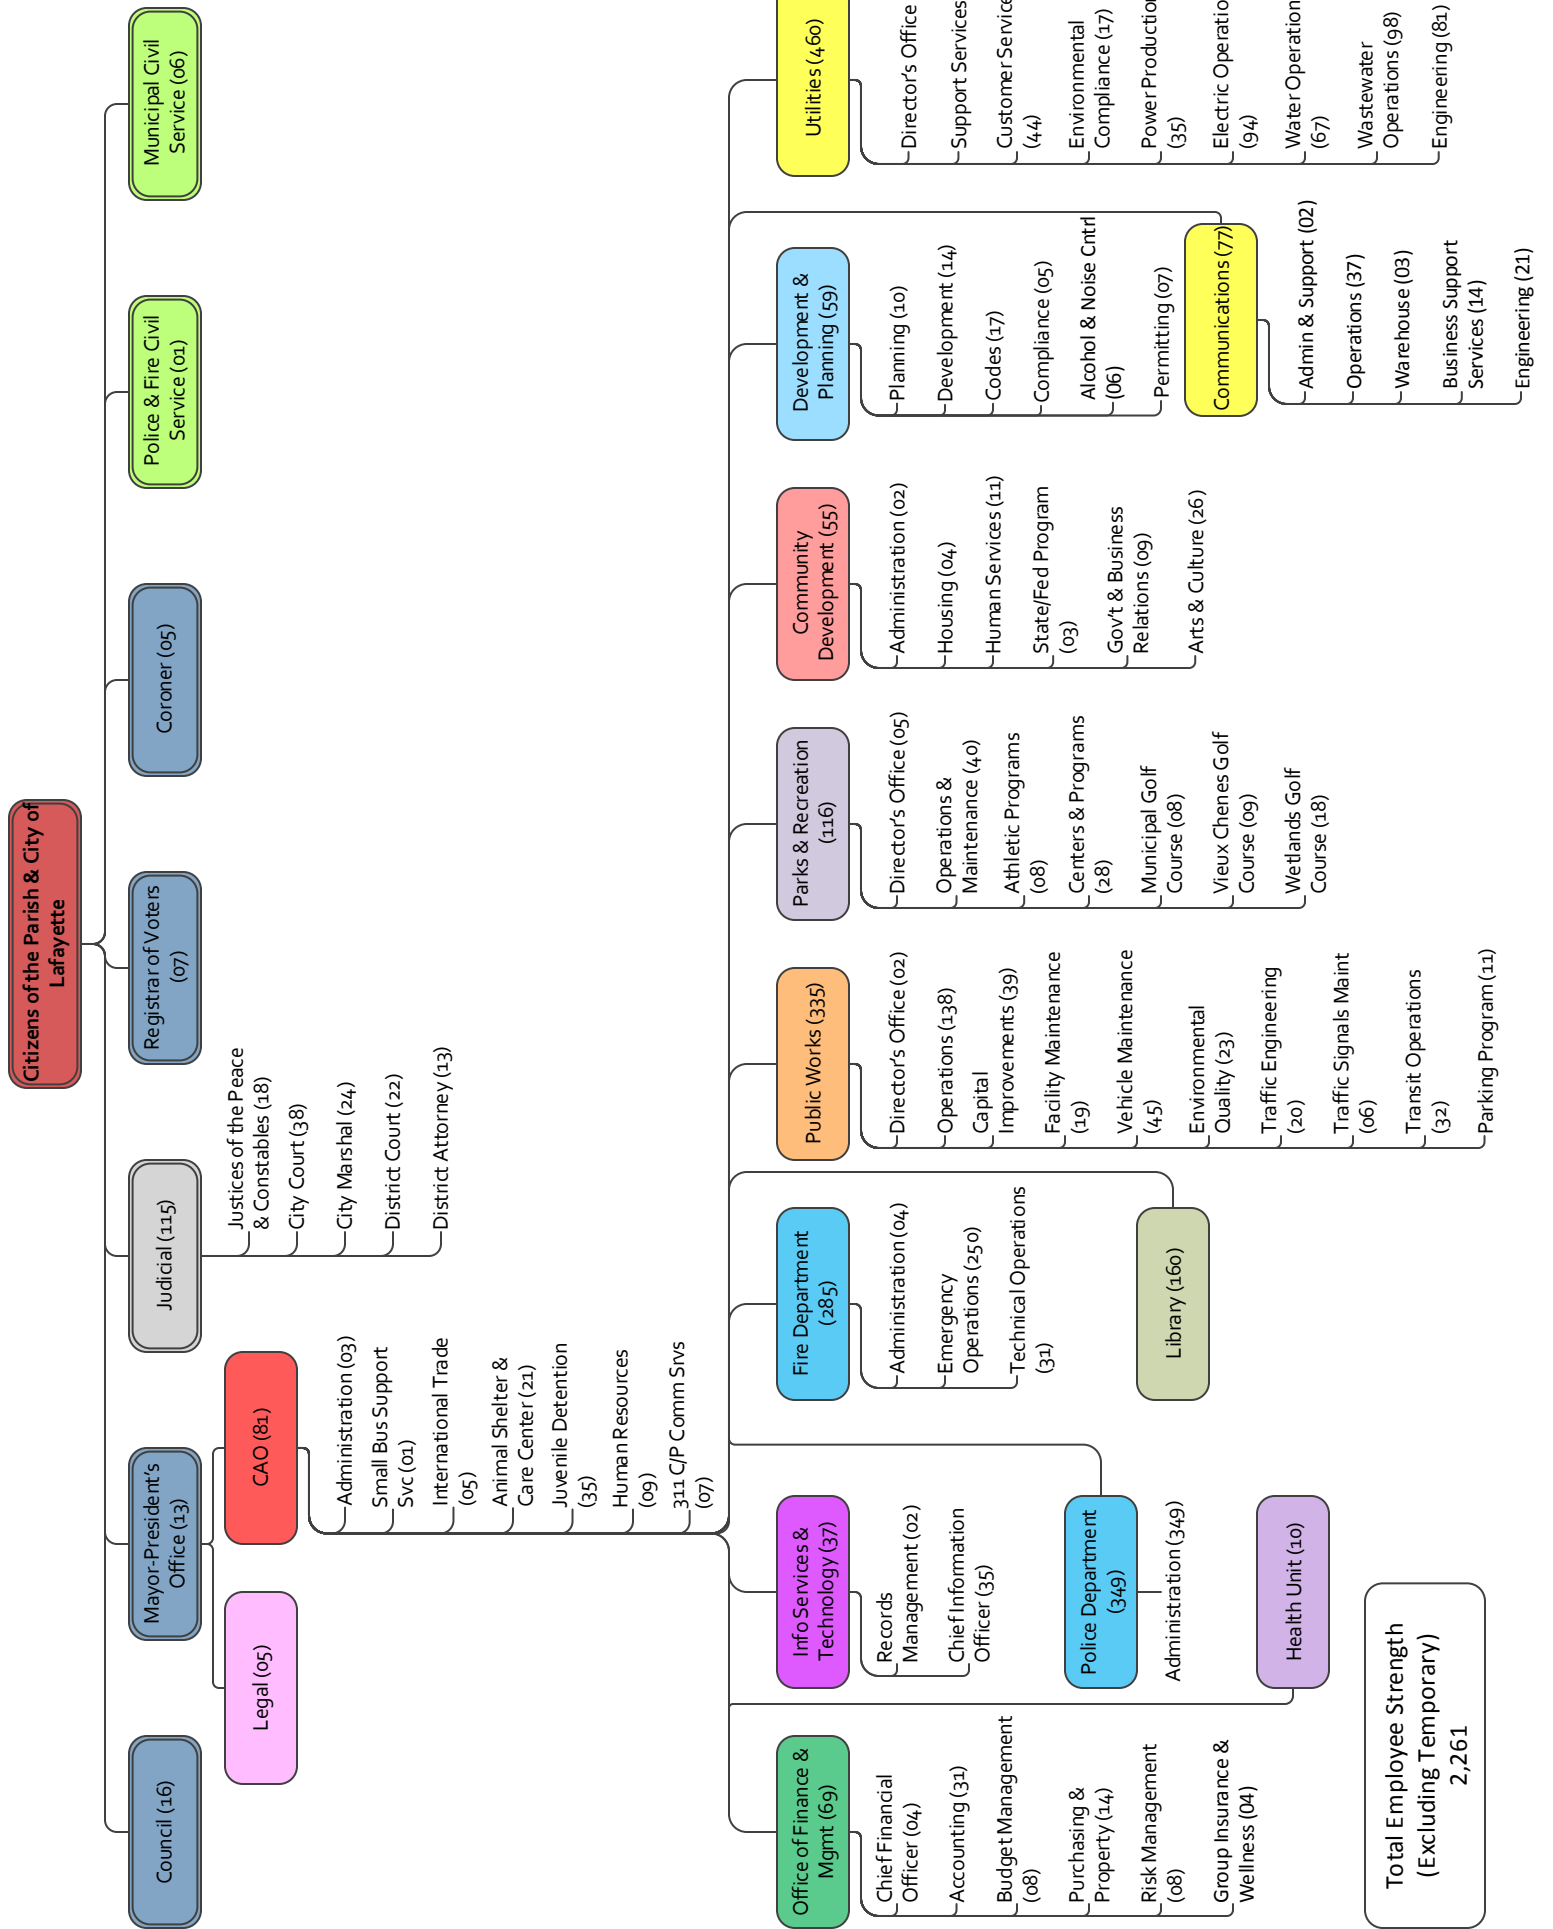 Citizens of the Parish & City of
Lafayette
Council (16)
Mayor-President's
Office (13)
Judicial (115)
Registrar of Voters
(07)
Coroner (05)
Police & Fire Civil
Service (01)
Municipal Civil
Service (06)
Legal (05)
CAO (81)
Administration (03)
Small Bus Support
Svc (01)
International Trade
(05)
Animal Shelter &
Care Center (21)
Juvenile Detention
(35)
Human Resources
(09)
311 C/P Comm Srvs
(07)
Justices of the Peace
& Constables (18)
City Court (38)
City Marshal (24)
District Court (22)
District Attorney (13)
Office of Finance &
Mgmt (69)
Chief Financial
Officer (04)
Accounting (31)
Budget Management
(08)
Purchasing &
Property (14)
Risk Management
(08)
Group Insurance &
Wellness (04)
Info Services &
Technology (37)
Records
Management (02)
Chief Information
Officer (35)
Police Department
(349)
Administration (349)
Health Unit (10)
Fire Department
(285)
Administration (04)
Emergency
Operations (250)
Technical Operations
(31)
Library (160)
Public Works (335)
Director's Office (02)
Operations (138)
Capital
Improvements (39)
Facility Maintenance
(19)
Vehicle Maintenance
(45)
Environmental
Quality (23)
Traffic Engineering
(20)
Traffic Signals Maint
(06)
Transit Operations
(32)
Parking Program (11)
Parks & Recreation
(116)
Director's Office (05)
Operations &
Maintenance (40)
Athletic Programs
(08)
Centers & Programs
(28)
Municipal Golf
Course (08)
Vieux Chenes Golf
Course (09)
Wetlands Golf
Course (18)
Community
Development (55)
Administration (02)
Housing (04)
Human Services (11)
State/Fed Program
(03)
Gov't & Business
Relations (09)
Arts & Culture (26)
Development &
Planning (59)
Planning (10)
Development (14)
Codes (17)
Compliance (05)
Alcohol & Noise Cntrl
(06)
Permitting (07)
Communications (77)
Admin & Support (02)
Operations (37)
Warehouse (03)
Business Support
Services (14)
Engineering (21)
Utilities (460)
Director's Office
Support Services
Customer Service
(44)
Environmental
Compliance (17)
Power Productio
(35)
Electric Operatio
(94)
Water Operation
(67)
Wastewater
Operations (98)
Engineering (81)
Total Employee Strength
(Excluding Temporary)
2,261